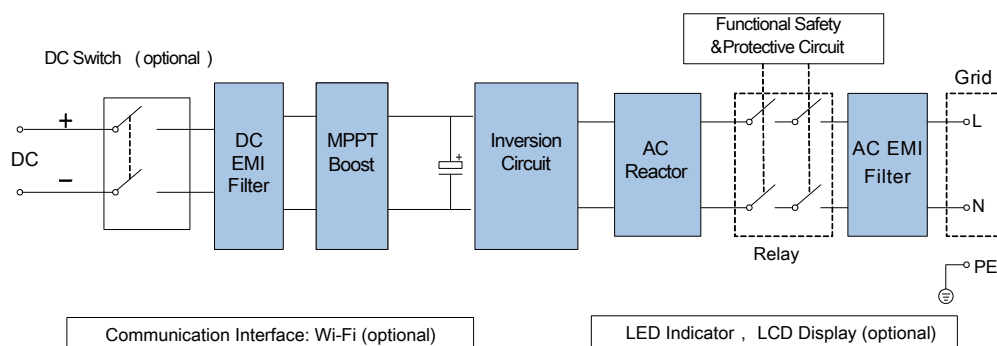 Functional Safety
&Protective Circuit
DC Switch ( optional )
Grid
+
DC
−
DC
EMI
Filter
MPPT
Boost
+
Inversion
Circuit
AC
Reactor
AC EMI
Filter
L
N
Relay
PE
Communication Interface: Wi-Fi (optional)
LED Indicator , LCD Display (optional)